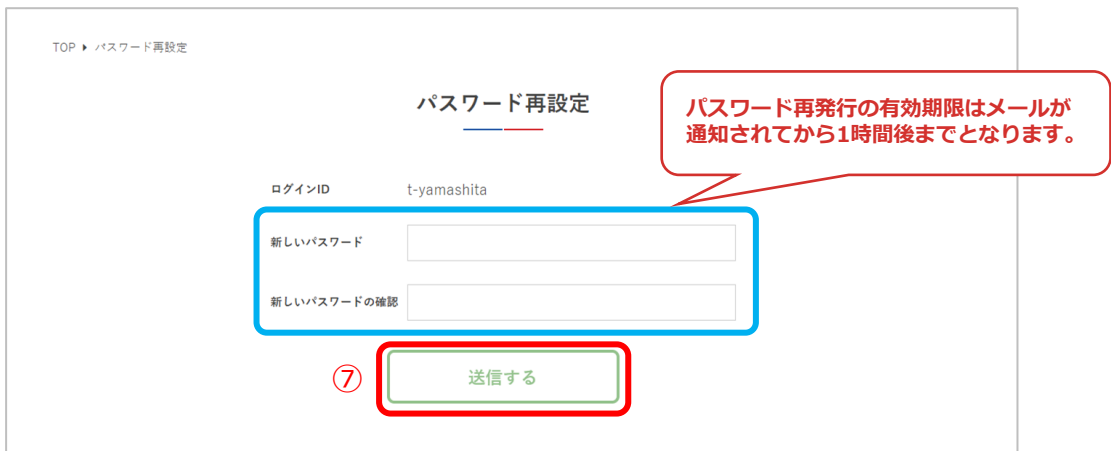 TOP ▶ パスワード再設定
パスワード再設定
パスワード再発行の有効期限はメールが
通知されてから1時間後までとなります。
ログインID t-yamashita
新しいパスワード
新しいパスワードの確認
⑦ 送信する